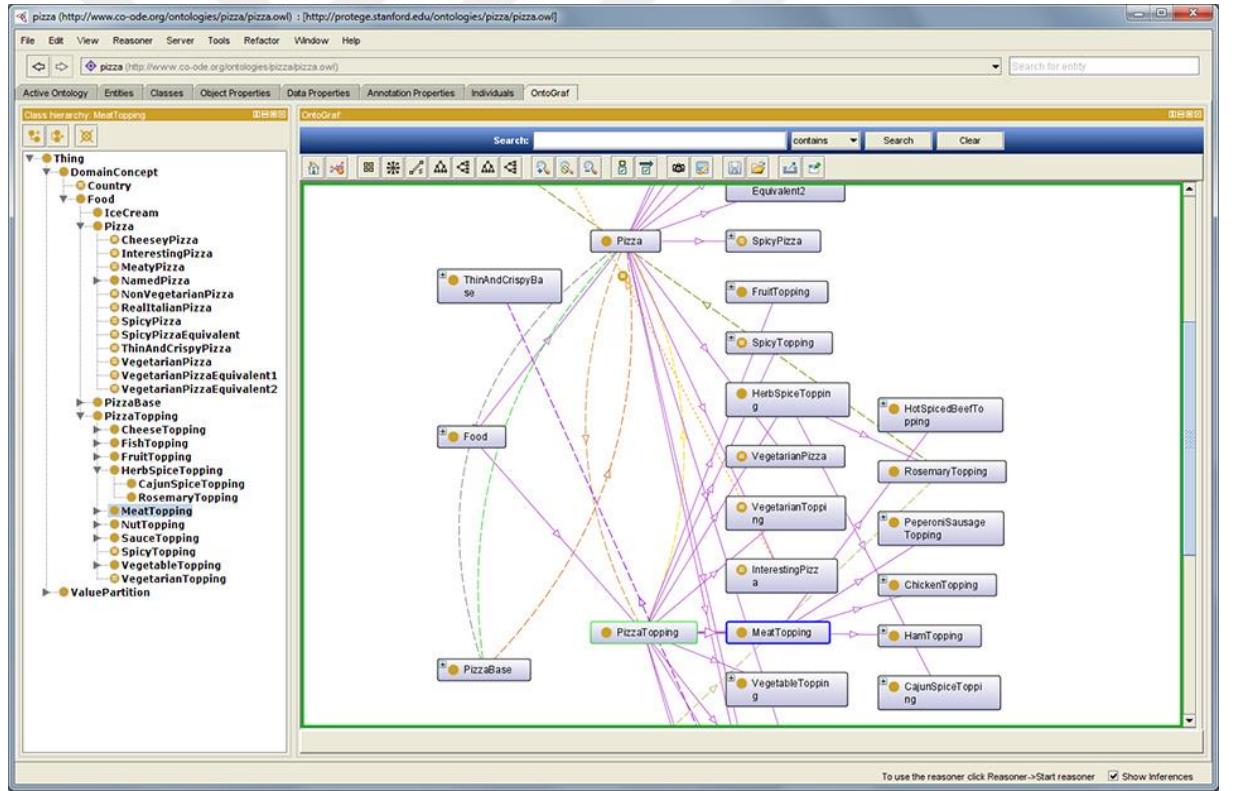 pizza (http://www.co-ode.org/ontologies/pizza/pizza.owl) : [http://protege.stanford.edu/ontologies/pizza/pizza.owl]
File Edit View Reasoner Server Tools Refactor Window Help
pizza (http://www.co-ode.org/ontologies/pizza/pizza.owl)
Search for entity
Active Ontology Entities Classes Object Properties Data Properties Annotation Properties Individuals OntoGraf
Class hierarchy: MeatTopping
Thing
DomainConcept
Country
Food
IceCream
Pizza
CheeseyPizza
InterestingPizza
MeatyPizza
NamedPizza
NonVegetarianPizza
RealItalianPizza
SpicyPizza
SpicyPizzaEquivalent
ThinAndCrispyPizza
VegetarianPizza
VegetarianPizzaEquivalent1
VegetarianPizzaEquivalent2
PizzaBase
PizzaTopping
CheeseTopping
FishTopping
FruitTopping
HerbSpiceTopping
CajunSpiceTopping
RosemaryTopping
MeatTopping
NutTopping
SauceTopping
SpicyTopping
VegetableTopping
VegetarianTopping
ValuePartition
OntoGraf
Search: contains Search Clear
Equivalent2
Pizza
SpicyPizza
ThinAndCrispyBa
se
FruitTopping
SpicyTopping
HerbSpiceToppin
g
HotSpicedBeefTo
pping
Food
VegetarianPizza
RosemaryTopping
VegetarianToppi
ng
PeperoniSausage
Topping
InterestingPizz
a
ChickenTopping
PizzaTopping
MeatTopping
HamTopping
PizzaBase
VegetableToppin
g
CajunSpiceToppi
ng
To use the reasoner click Reasoner->Start reasoner Show Inferences